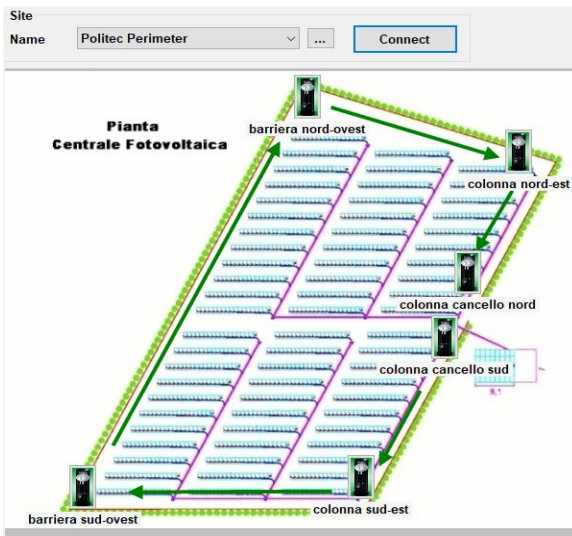 Site
Name Politec Perimeter ... Connect
Pianta
Centrale Fotovoltaica
barriera nord-ovest
colonna nord-est
colonna cancello nord
colonna cancello sud
colonna sud-est
barriera sud-ovest